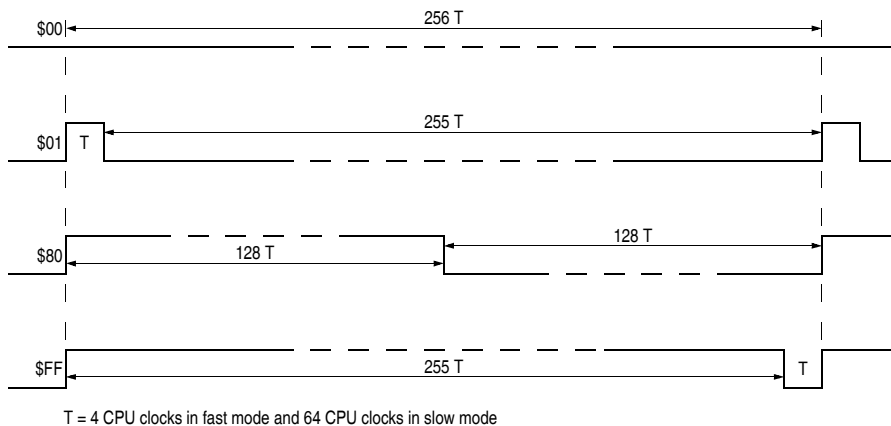 256 T
$00
255 T
$01 T
128 T
$80 128 T
$FF 255 T T
T = 4 CPU clocks in fast mode and 64 CPU clocks in slow mode